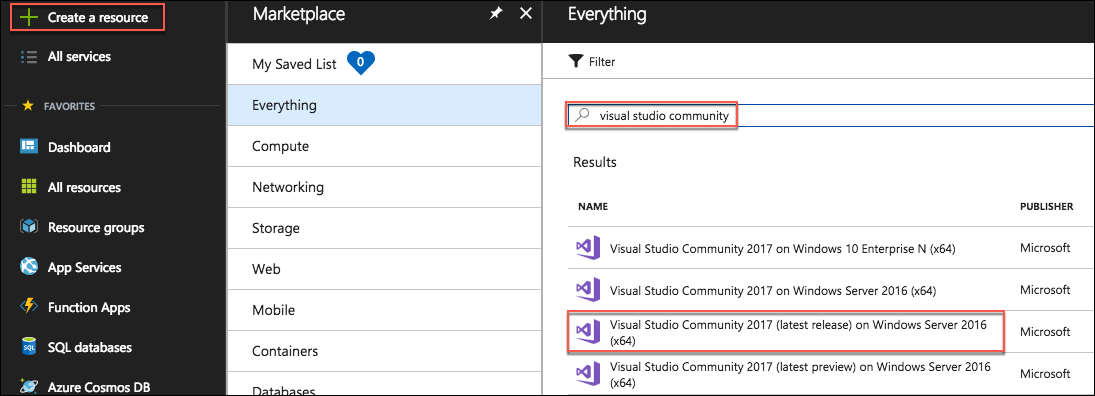 Create a resource
All services
FAVORITES
Dashboard
All resources
Resource groups
App Services
Function Apps
SQL databases
Azure Cosmos DB
Marketplace
My Saved List 0
Everything
Compute
Networking
Storage
Web
Mobile
Containers
Databases
Everything
Filter
visual studio community
Results
NAME PUBLISHER
Visual Studio Community 2017 on Windows 10 Enterprise N (x64) Microsoft
Visual Studio Community 2017 on Windows Server 2016 (x64) Microsoft
Visual Studio Community 2017 (latest release) on Windows Server 2016 Microsoft
(x64)
Visual Studio Community 2017 (latest preview) on Windows Server 2016 Microsoft
(x64)